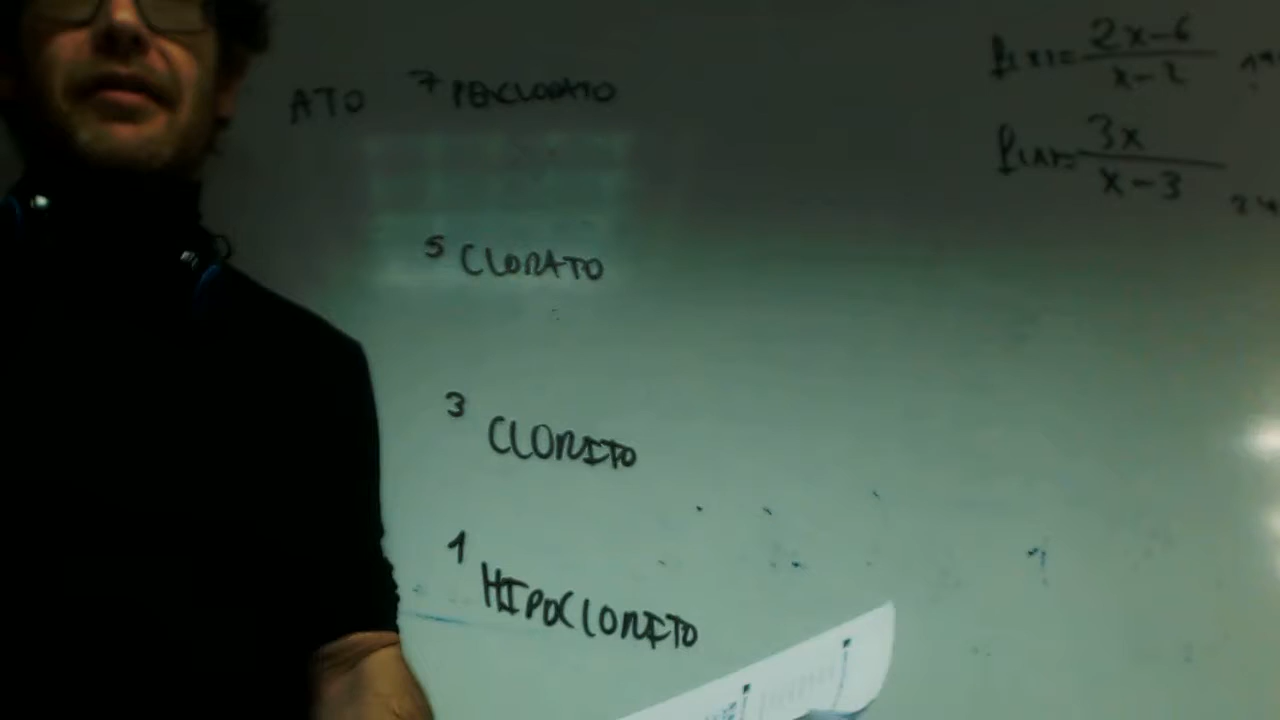 ATO 7 PERCLORATO
5 CLORATO
3 CLORITO
1 HIPOCLORITO
f(x)= 2x-6
x-2
f(x)= 3x
x-3